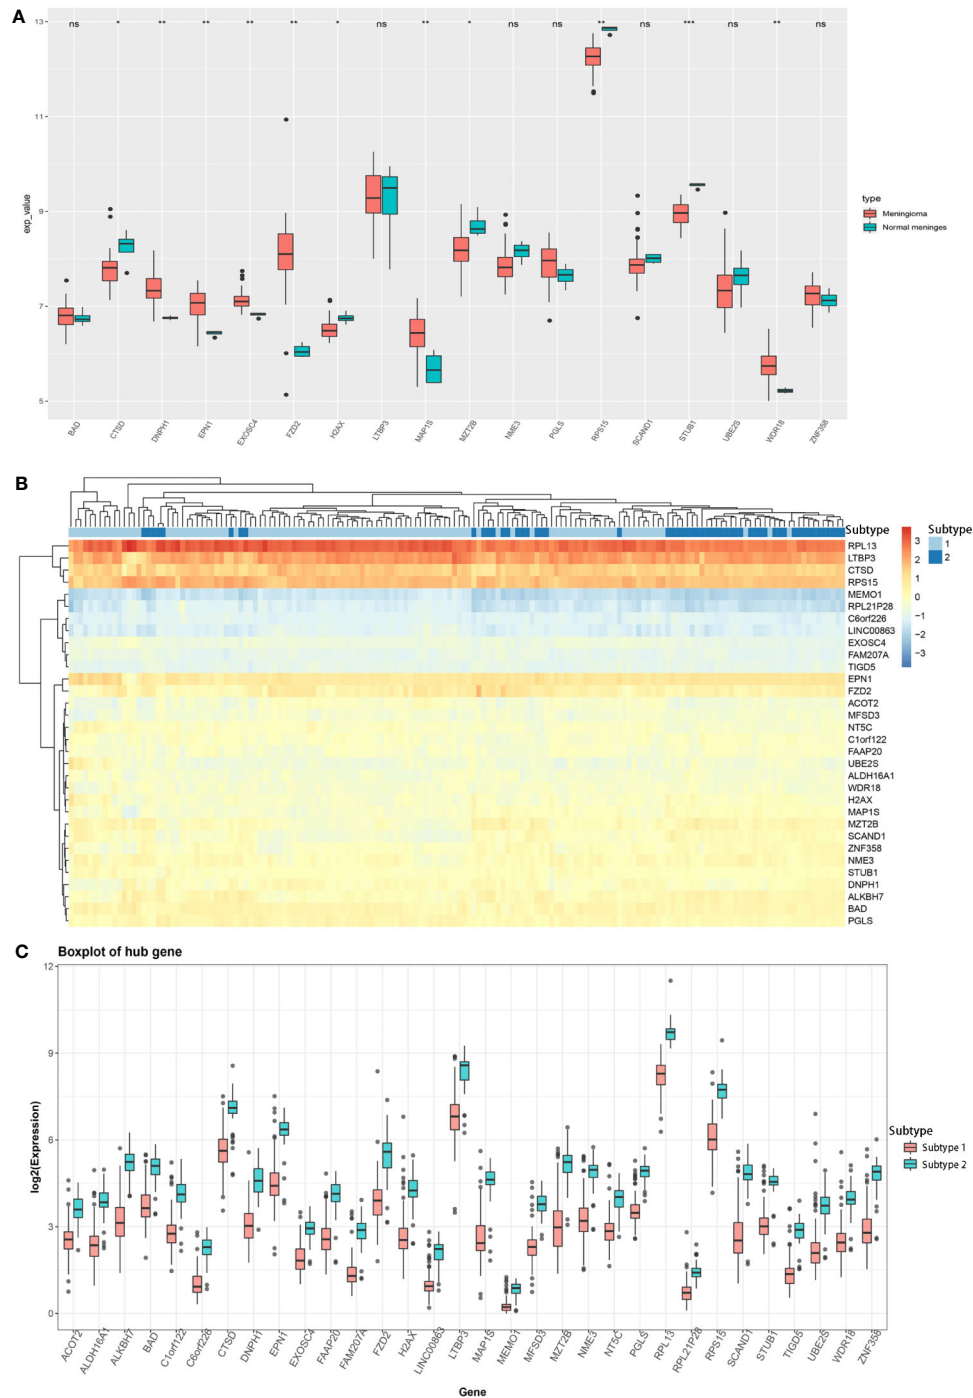 A
ns * ** ** ** ** * ns ** * ns ns ** ns *** ns ** ns
13
11
9
7
5
exp_value
BAD CTSD DNPH1 EPN1 EXOSC4 FZD2 H2AX LTBP3 MAP1S MZT2B NME3 PGLS RPS15 SCAND1 STUB1 UBE2S WDR18 ZNF358
type
Meningioma
Normal meninges
B
Subtype
RPL13
LTBP3
CTSD
RPS15
MEMO1
RPL21P28
C6orf226
LINC00863
EXOSC4
FAM207A
TIGD5
EPN1
FZD2
ACOT2
MFSD3
NT5C
C1orf122
FAAP20
UBE2S
ALDH16A1
WDR18
H2AX
MAP1S
MZT2B
SCAND1
ZNF358
NME3
STUB1
DNPH1
ALKBH7
BAD
PGLS
3
2
1
0
−1
−2
−3
Subtype
1
2
C
Boxplot of hub gene
12
9
6
3
0
log2(Expression)
ACOT2 ALDH16A1 ALKBH7 BAD C1orf122 C6orf226 CTSD DNPH1 EPN1 EXOSC4 FAAP20 FAM207A FZD2 H2AX LINC00863 LTBP3 MAP1S MEMO1 MFSD3 MZT2B NME3 NT5C PGLS RPL13 RPL21P28 RPS15 SCAND1 STUB1 TIGD5 UBE2S WDR18 ZNF358
Gene
Subtype
Subtype 1
Subtype 2